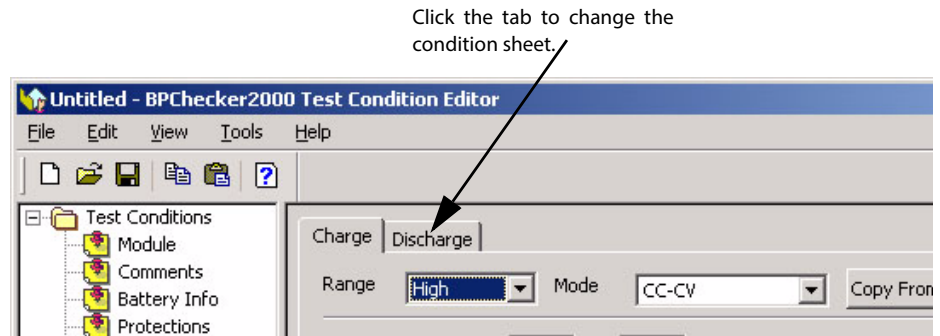 Click the tab to change the
condition sheet.
Untitled - BPChecker2000 Test Condition Editor
File Edit View Tools Help
Test Conditions
Module
Comments
Battery Info
Protections
Charge Discharge
Range High Mode CC-CV Copy From